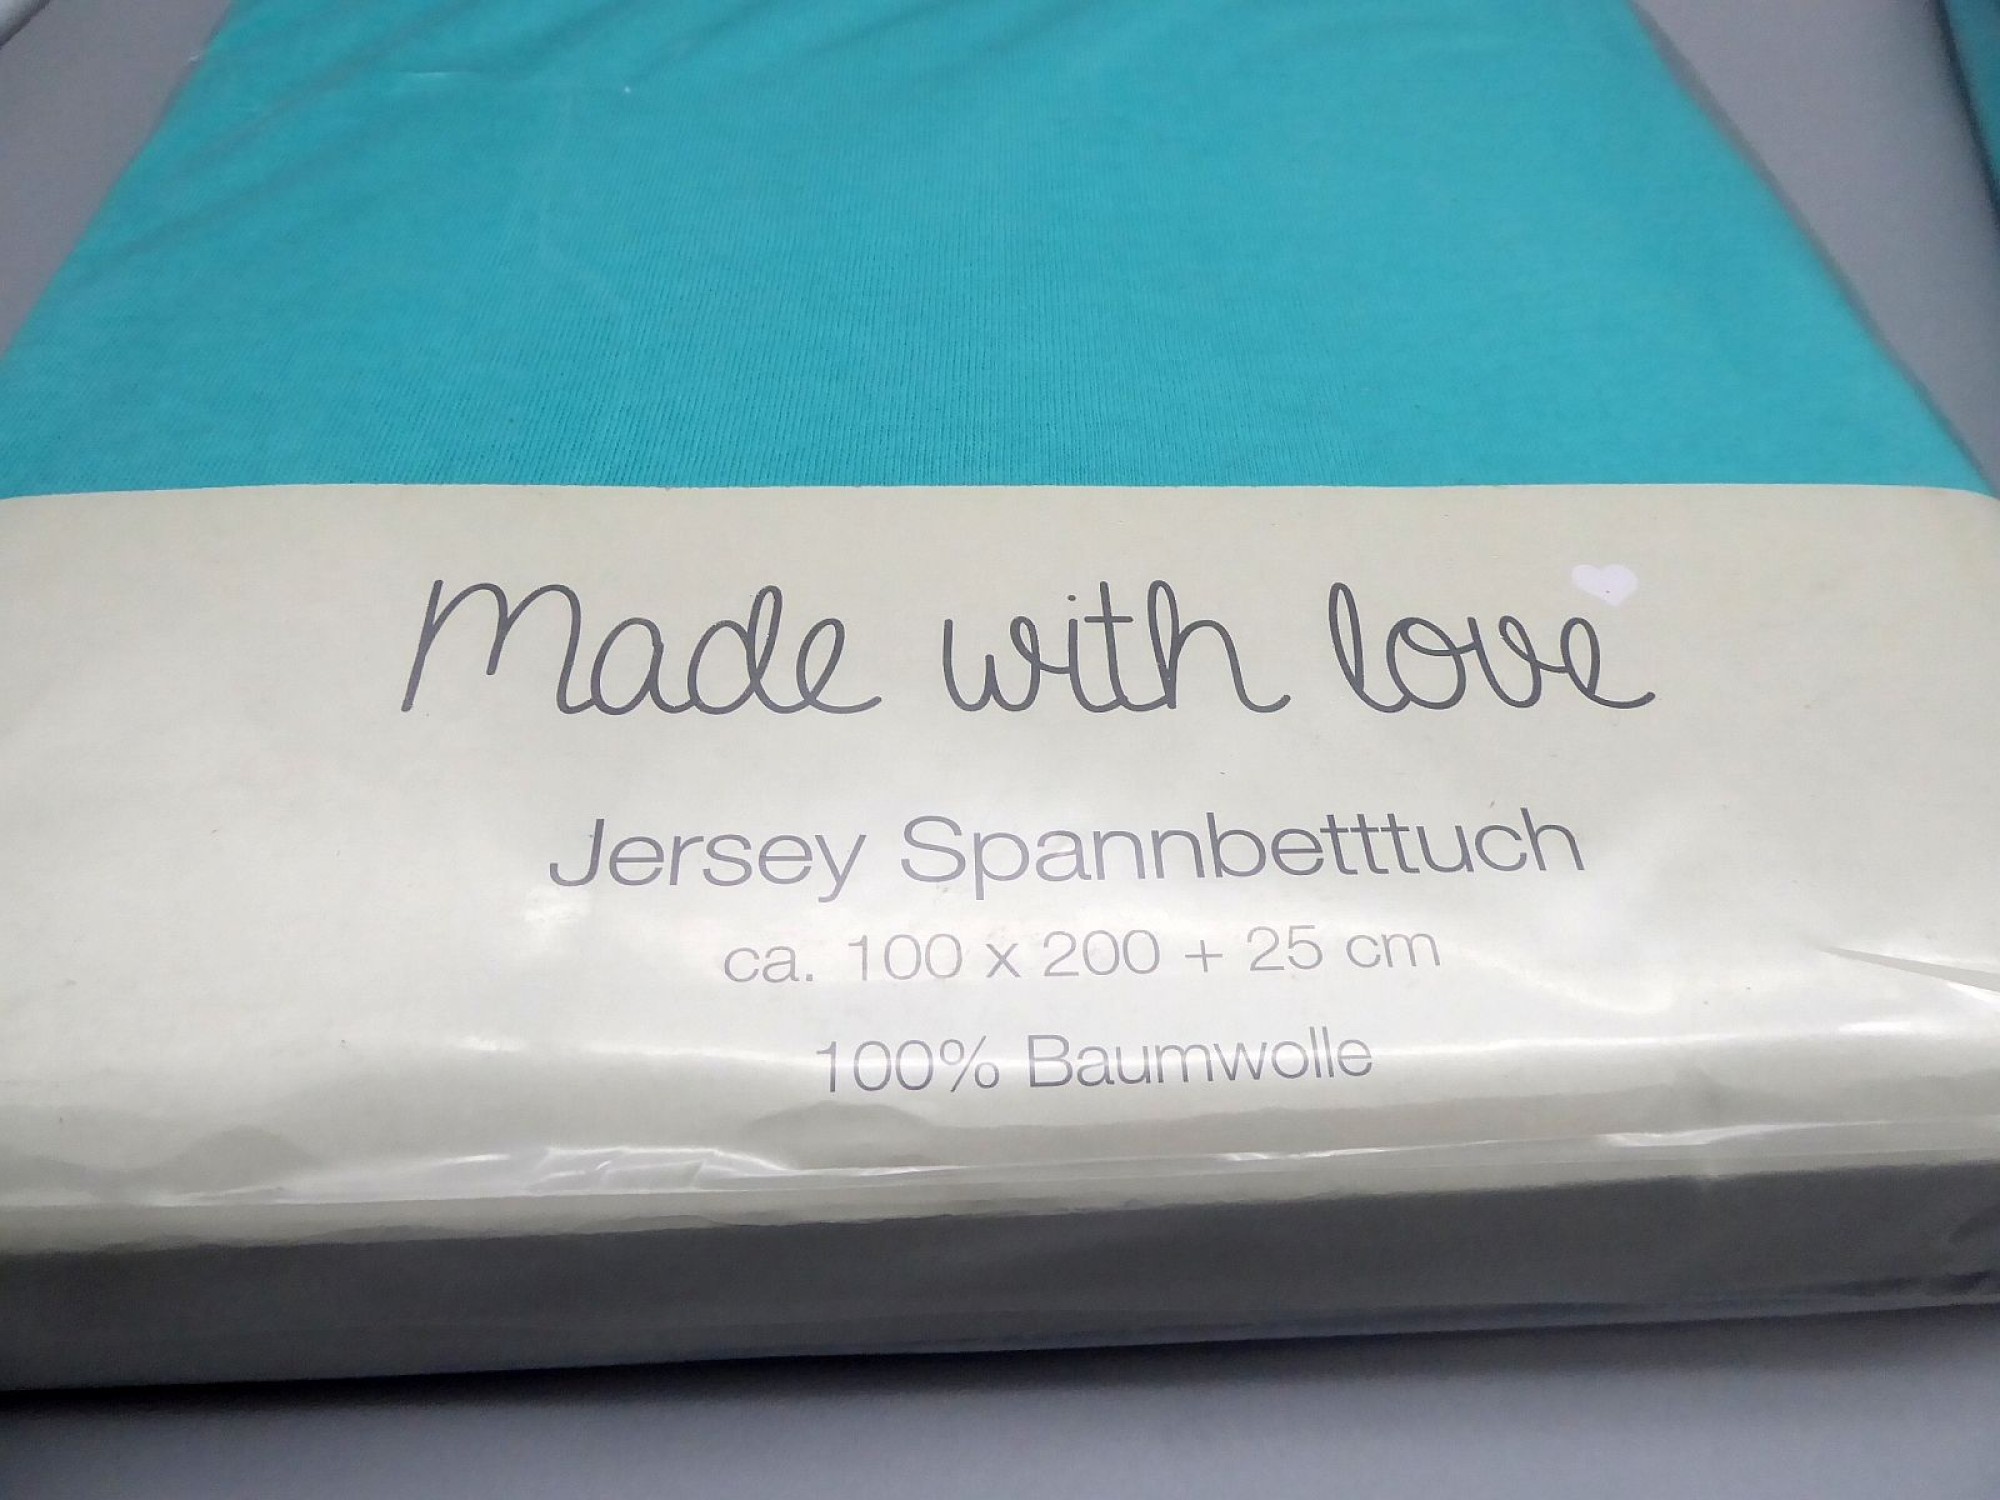 Made with love
Jersey Spannbetttuch
ca. 100 x 200 + 25 cm
100% Baumwolle